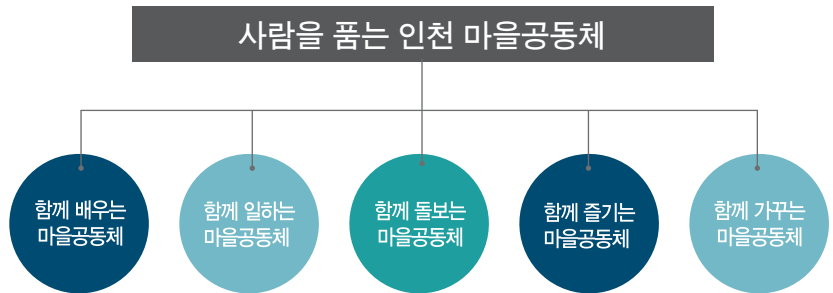 사람을 품는 인천 마을공동체
함께 배우는
마을공동체
함께 일하는
마을공동체
함께 돌보는
마을공동체
함께 즐기는
마을공동체
함께 가꾸는
마을공동체